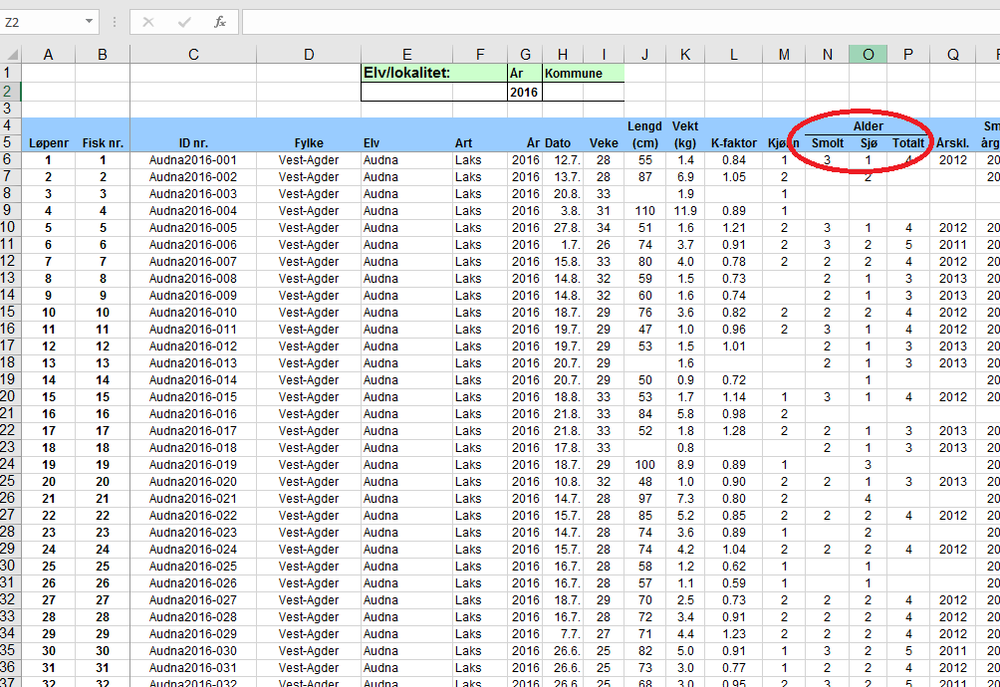 Z2 fx
A B C D E F G H I J K L M N O P Q
1 Elv/lokalitet: År Kommune
2 2016
3
4 Lengd Vekt Alder Sm
5 Løpenr Fisk nr. ID nr. Fylke Elv Art År Dato Veke (cm) (kg) K-faktor Smolt Sjø Totalt Årskl. årg
6 1 1 Audna2016-001 Vest-Agder Audna Laks 2016 12.7. 28 55 1.4 0.84 1 3 1 4 2012 20
7 2 2 Audna2016-002 Vest-Agder Audna Laks 2016 13.7. 28 87 6.9 1.05 2 2 20
8 3 3 Audna2016-003 Vest-Agder Audna Laks 2016 20.8. 33 1.9 1
9 4 4 Audna2016-004 Vest-Agder Audna Laks 2016 3.8. 31 110 11.9 0.89 1
10 5 5 Audna2016-005 Vest-Agder Audna Laks 2016 27.8. 34 51 1.6 1.21 2 3 1 4 2012 20
11 6 6 Audna2016-006 Vest-Agder Audna Laks 2016 1.7. 26 74 3.7 0.91 2 3 2 5 2011 20
12 7 7 Audna2016-007 Vest-Agder Audna Laks 2016 15.8. 33 80 4.0 0.78 2 2 2 4 2012 20
13 8 8 Audna2016-008 Vest-Agder Audna Laks 2016 14.8. 32 59 1.5 0.73 2 1 3 2013 20
14 9 9 Audna2016-009 Vest-Agder Audna Laks 2016 14.8. 32 60 1.6 0.74 2 1 3 2013 20
15 10 10 Audna2016-010 Vest-Agder Audna Laks 2016 18.7. 29 76 3.6 0.82 2 2 2 4 2012 20
16 11 11 Audna2016-011 Vest-Agder Audna Laks 2016 19.7. 29 47 1.0 0.96 2 3 1 4 2012 20
17 12 12 Audna2016-012 Vest-Agder Audna Laks 2016 19.7. 29 53 1.5 1.01 2 1 3 2013 20
18 13 13 Audna2016-013 Vest-Agder Audna Laks 2016 20.7. 29 1.6 2 1 3 2013 20
19 14 14 Audna2016-014 Vest-Agder Audna Laks 2016 20.7. 29 50 0.9 0.72 1 20
20 15 15 Audna2016-015 Vest-Agder Audna Laks 2016 18.8. 33 53 1.7 1.14 1 3 1 4 2012 20
21 16 16 Audna2016-016 Vest-Agder Audna Laks 2016 21.8. 33 84 5.8 0.98 2
22 17 17 Audna2016-017 Vest-Agder Audna Laks 2016 21.8. 33 52 1.8 1.28 2 2 1 3 2013 20
23 18 18 Audna2016-018 Vest-Agder Audna Laks 2016 17.8. 33 0.8 2 1 3 2013 20
24 19 19 Audna2016-019 Vest-Agder Audna Laks 2016 18.7. 29 100 8.9 0.89 1 3 20
25 20 20 Audna2016-020 Vest-Agder Audna Laks 2016 10.8. 32 48 1.0 0.90 2 2 1 3 2013 20
26 21 21 Audna2016-021 Vest-Agder Audna Laks 2016 14.7. 28 97 7.3 0.80 2 4 20
27 22 22 Audna2016-022 Vest-Agder Audna Laks 2016 15.7. 28 85 5.2 0.85 2 2 2 4 2012 20
28 23 23 Audna2016-023 Vest-Agder Audna Laks 2016 14.7. 28 74 3.6 0.89 1 2 20
29 24 24 Audna2016-024 Vest-Agder Audna Laks 2016 15.7. 28 74 4.2 1.04 2 2 2 4 2012 20
30 25 25 Audna2016-025 Vest-Agder Audna Laks 2016 16.7. 28 58 1.2 0.62 1 1 20
31 26 26 Audna2016-026 Vest-Agder Audna Laks 2016 16.7. 28 57 1.1 0.59 1 1 20
32 27 27 Audna2016-027 Vest-Agder Audna Laks 2016 18.7. 29 70 2.5 0.73 2 2 2 4 2012 20
33 28 28 Audna2016-028 Vest-Agder Audna Laks 2016 16.7. 28 72 3.4 0.91 2 2 2 4 2012 20
34 29 29 Audna2016-029 Vest-Agder Audna Laks 2016 7.7. 27 71 4.4 1.23 2 2 2 4 2012 20
35 30 30 Audna2016-030 Vest-Agder Audna Laks 2016 26.6. 25 82 5.0 0.91 1 3 2 5 2011 20
36 31 31 Audna2016-031 Vest-Agder Audna Laks 2016 26.6. 25 73 3.0 0.77 1 2 2 4 2012 20
37 32 32 Audna2016-032 Vest-Agder Audna Laks 2016 26.6. 25 68 3.0 0.95 2 3 2 5 2011 20